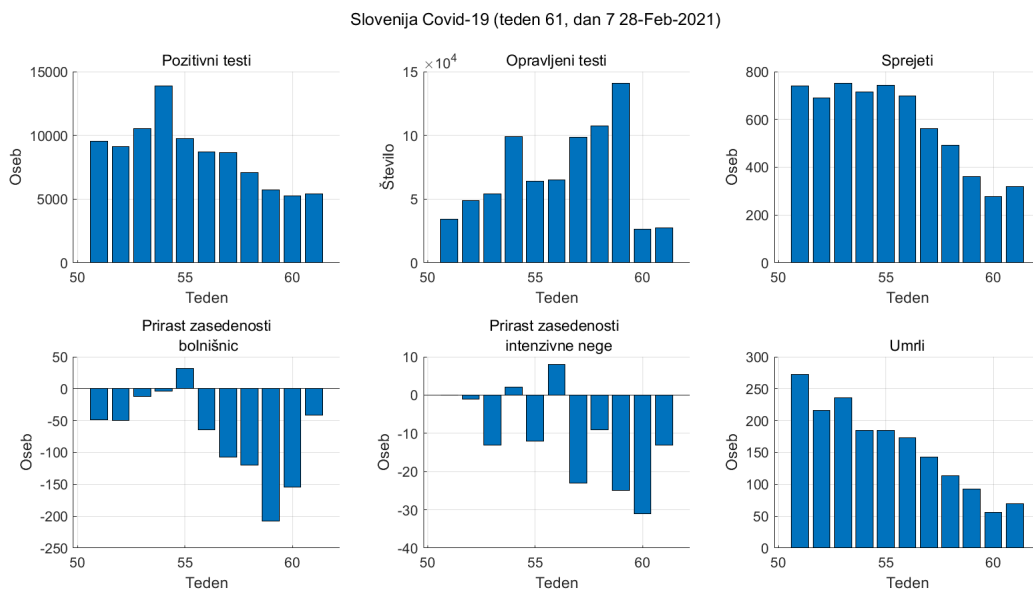 Slovenija Covid-19 (teden 61, dan 7 28-Feb-2021)
Pozitivni testi
15000
10000
5000
0
Oseb
50 55 60
Teden
Opravljeni testi
×10^4
15
10
5
0
Število
50 55 60
Teden
Sprejeti
800
600
400
200
0
Oseb
50 55 60
Teden
Prirast zasedenosti
bolnišnic
50
0
-50
-100
-150
-200
-250
Oseb
50 55 60
Teden
Prirast zasedenosti
intenzivne nege
10
0
-10
-20
-30
-40
Oseb
50 55 60
Teden
Umrli
300
250
200
150
100
50
0
Oseb
50 55 60
Teden